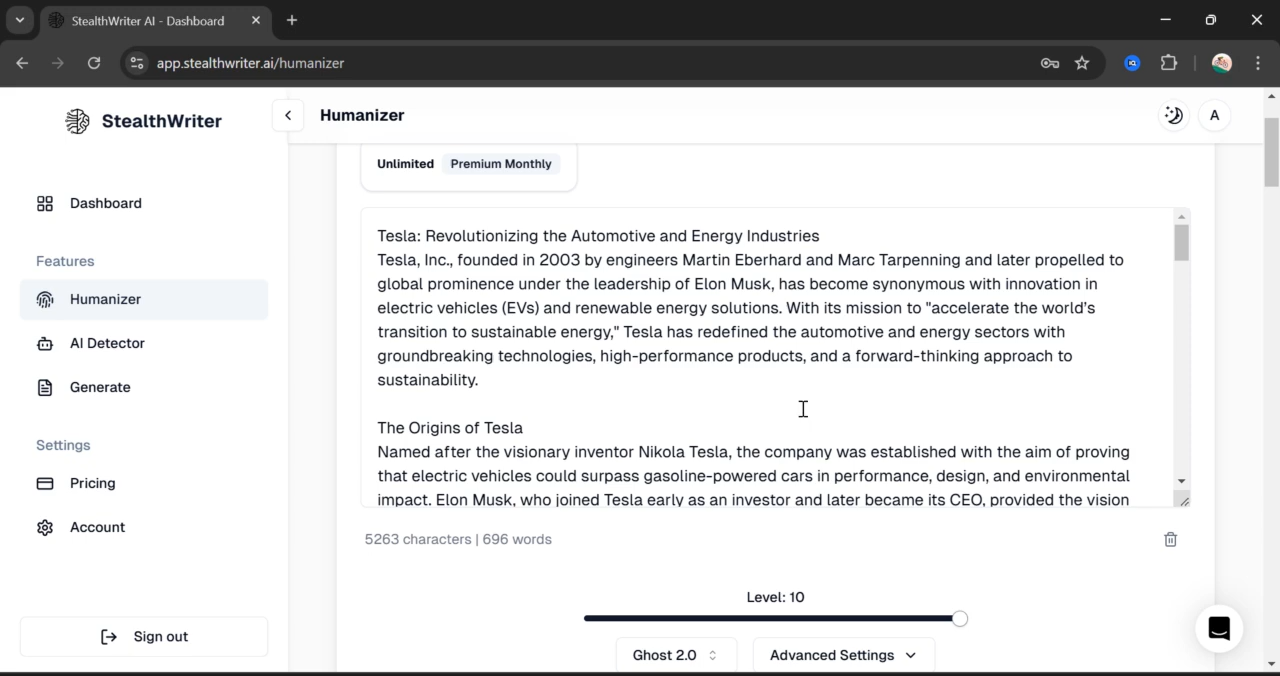 StealthWriter AI - Dashboard
app.stealthwriter.ai/humanizer
StealthWriter
Humanizer
A
Dashboard
Unlimited Premium Monthly
Features
Humanizer
AI Detector
Generate
Settings
Pricing
Account
Sign out
Tesla: Revolutionizing the Automotive and Energy Industries
Tesla, Inc., founded in 2003 by engineers Martin Eberhard and Marc Tarpenning and later propelled to
global prominence under the leadership of Elon Musk, has become synonymous with innovation in
electric vehicles (EVs) and renewable energy solutions. With its mission to "accelerate the world’s
transition to sustainable energy," Tesla has redefined the automotive and energy sectors with
groundbreaking technologies, high-performance products, and a forward-thinking approach to
sustainability.
The Origins of Tesla
Named after the visionary inventor Nikola Tesla, the company was established with the aim of proving
that electric vehicles could surpass gasoline-powered cars in performance, design, and environmental
impact. Elon Musk, who joined Tesla early as an investor and later became its CEO, provided the vision
5263 characters | 696 words
Level: 10
Ghost 2.0
Advanced Settings